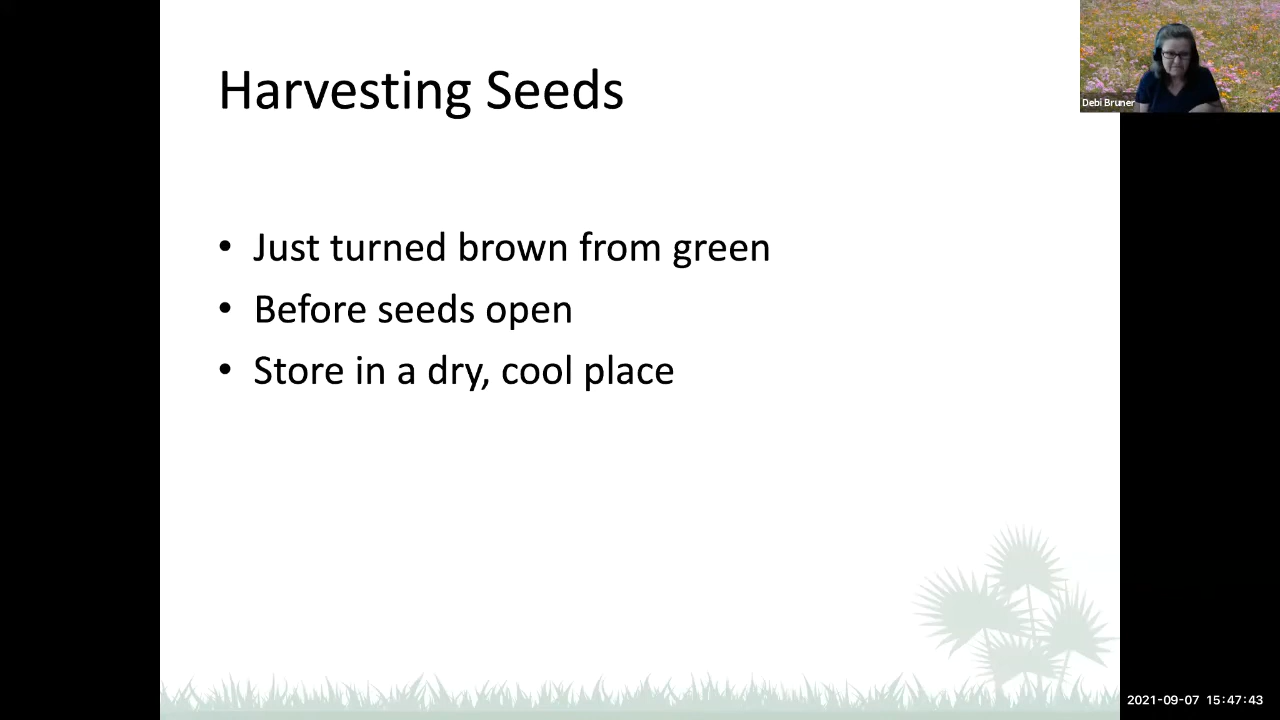 Harvesting Seeds
Debi Bruner
• Just turned brown from green
• Before seeds open
• Store in a dry, cool place
2021-09-07 15:47:43